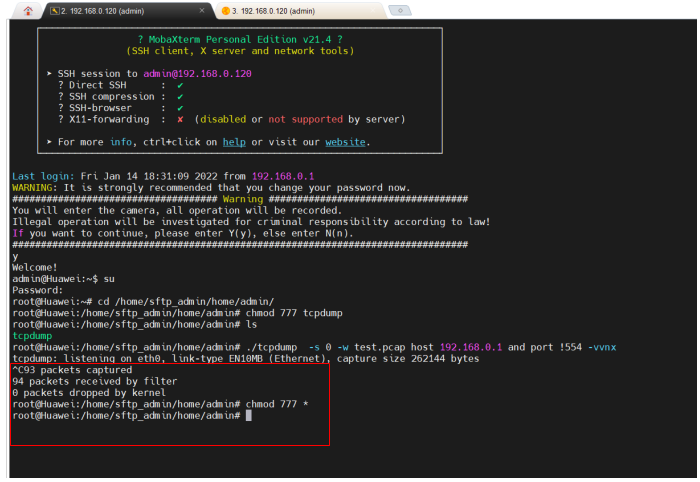 2. 192.168.0.120 (admin)
3. 192.168.0.120 (admin)
? MobaXterm Personal Edition v21.4 ?
(SSH client, X server and network tools)
➤ SSH session to admin@192.168.0.120
? Direct SSH : ✔
? SSH compression : ✔
? SSH-browser : ✔
? X11-forwarding : ✘ (disabled or not supported by server)
➤ For more info, ctrl+click on help or visit our website.
Last login: Fri Jan 14 18:31:09 2022 from 192.168.0.1
WARNING: It is strongly recommended that you change your password now.
################################### Warning ##################################
You will enter the camera, all operation will be recorded.
Illegal operation will be investigated for criminal responsibility according to law!
If you want to continue, please enter Y(y), else enter N(n).
##############################################################################
y
Welcome!
admin@Huawei:~$ su
Password:
root@Huawei:~# cd /home/sftp_admin/home/admin/
root@Huawei:/home/sftp_admin/home/admin# chmod 777 tcpdump
root@Huawei:/home/sftp_admin/home/admin# ls
tcpdump
root@Huawei:/home/sftp_admin/home/admin# ./tcpdump -s 0 -w test.pcap host 192.168.0.1 and port !554 -vvnx
tcpdump: listening on eth0, link-type EN10MB (Ethernet), capture size 262144 bytes
^C93 packets captured
94 packets received by filter
0 packets dropped by kernel
root@Huawei:/home/sftp_admin/home/admin# chmod 777 *
root@Huawei:/home/sftp_admin/home/admin#